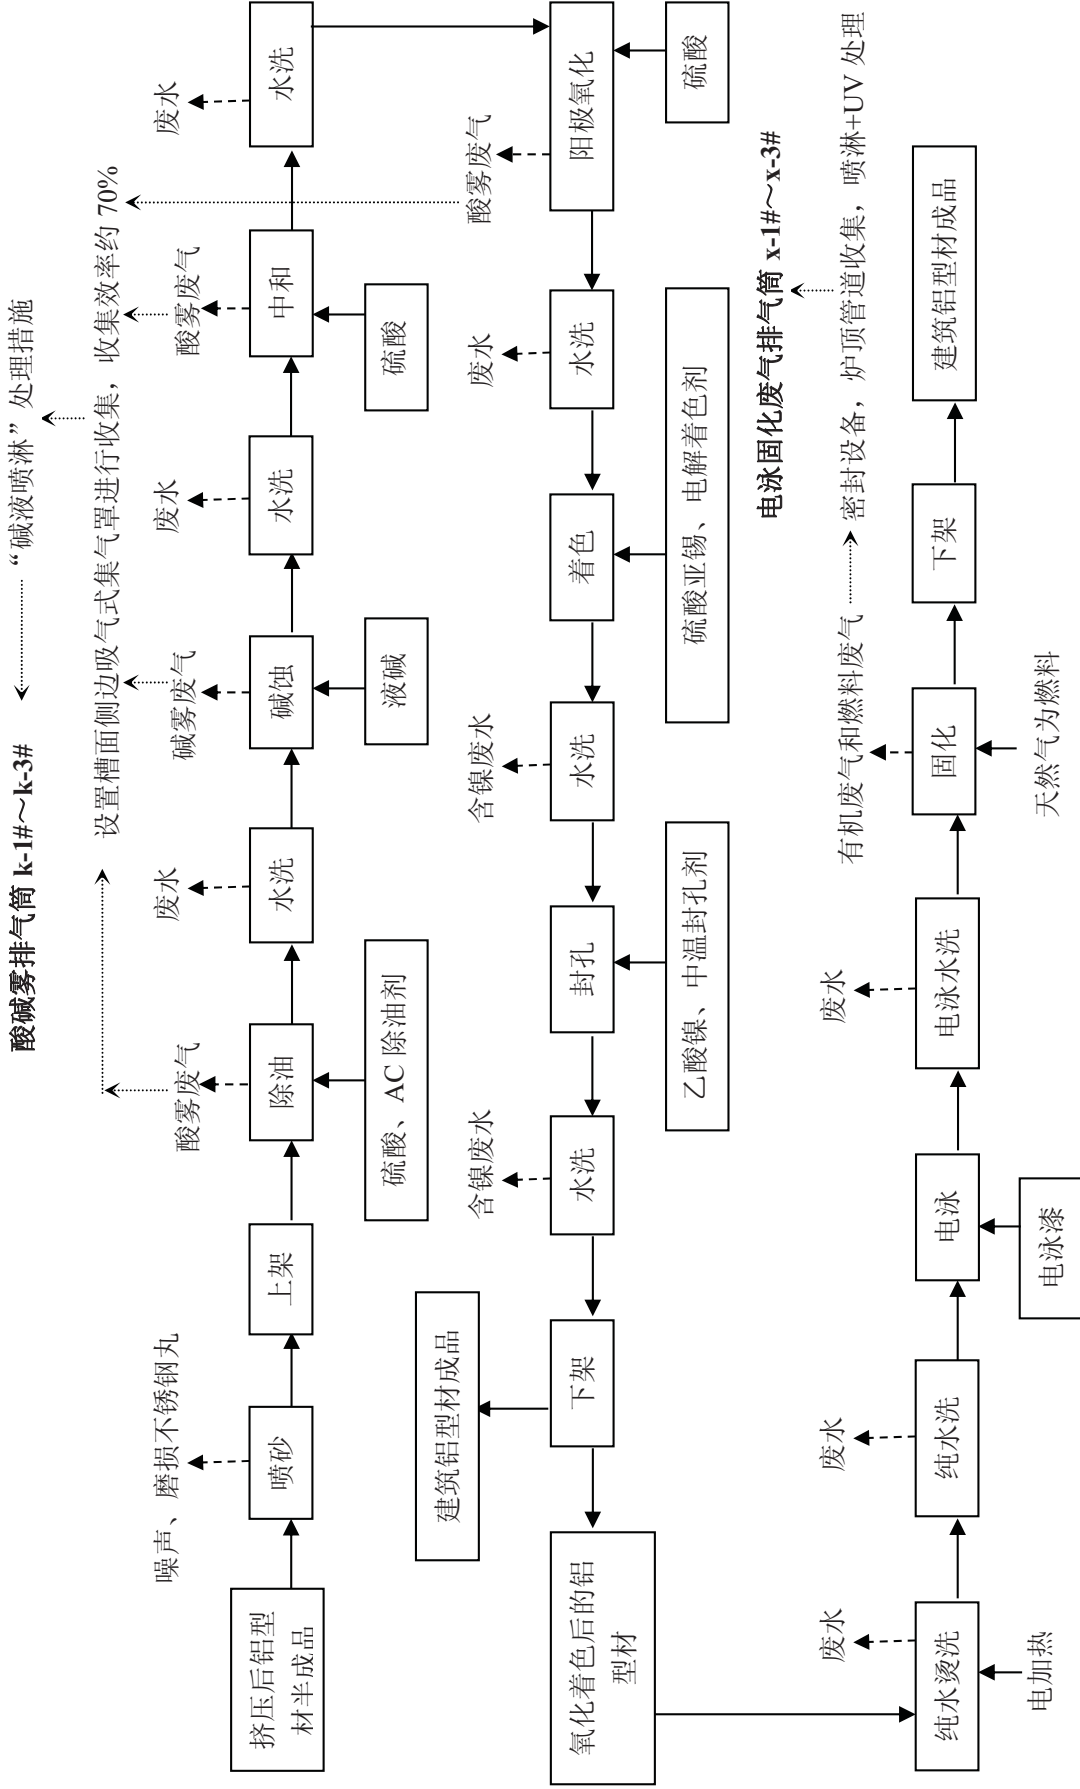 酸碱雾排气筒 k-1#～k-3#
“碱液喷淋”处理措施
设置槽面侧边吸气式集气罩进行收集，收集效率约 70%
噪声、磨损不锈钢丸
酸雾废气
废水
碱雾废气
废水
酸雾废气
废水
挤压后铝型
材半成品
喷砂
上架
除油
水洗
碱蚀
水洗
中和
水洗
硫酸、AC 除油剂
液碱
硫酸
建筑铝型材成品
含镍废水
含镍废水
废水
酸雾废气
氧化着色后的铝
型材
下架
水洗
封孔
水洗
着色
水洗
阳极氧化
乙酸镍、中温封孔剂
硫酸亚锡、电解着色剂
硫酸
电泳固化废气排气筒 x-1#～x-3#
废水
废水
废水
有机废气和燃料废气
密封设备，炉顶管道收集，喷淋+UV 处理
纯水烫洗
纯水洗
电泳
电泳水洗
固化
下架
建筑铝型材成品
电加热
电泳漆
天然气为燃料